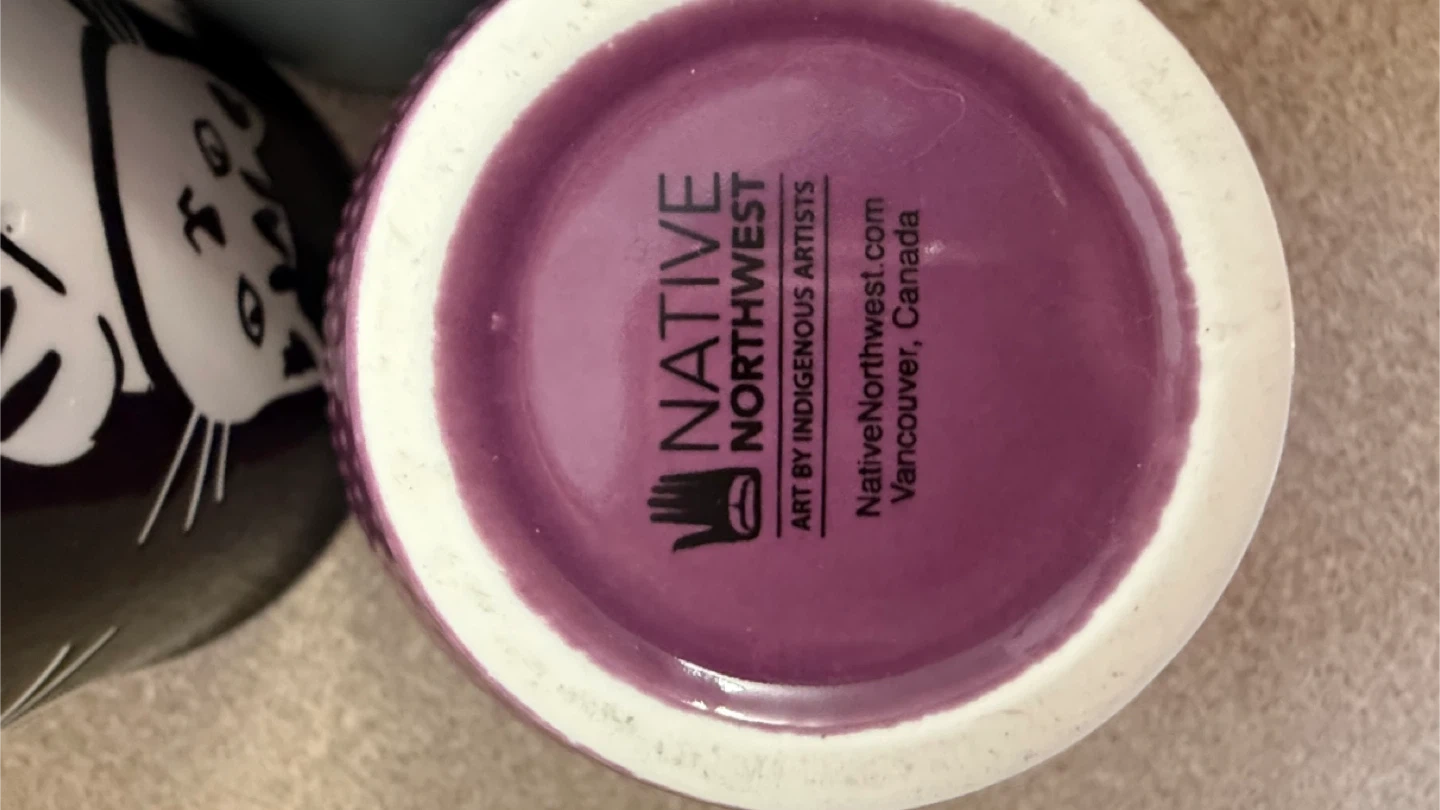 NATIVE
NORTHWEST
ART BY INDIGENOUS ARTISTS
NativeNorthwest.com
Vancouver, Canada